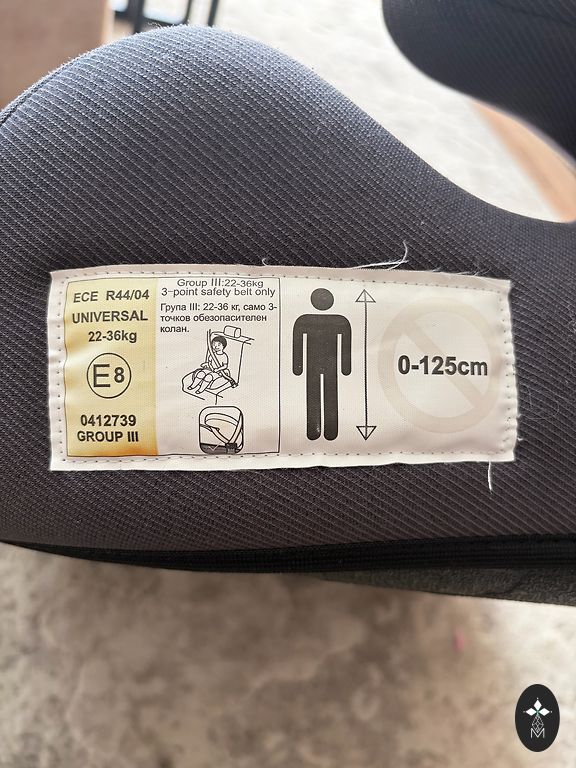 ECE R44/04
UNIVERSAL
22-36kg
E8
0412739
GROUP III
Group III:22-36kg
3-point safety belt only
Група III: 22-36 кг, само 3-
точков обезопасителен
колан.
0-125cm
M